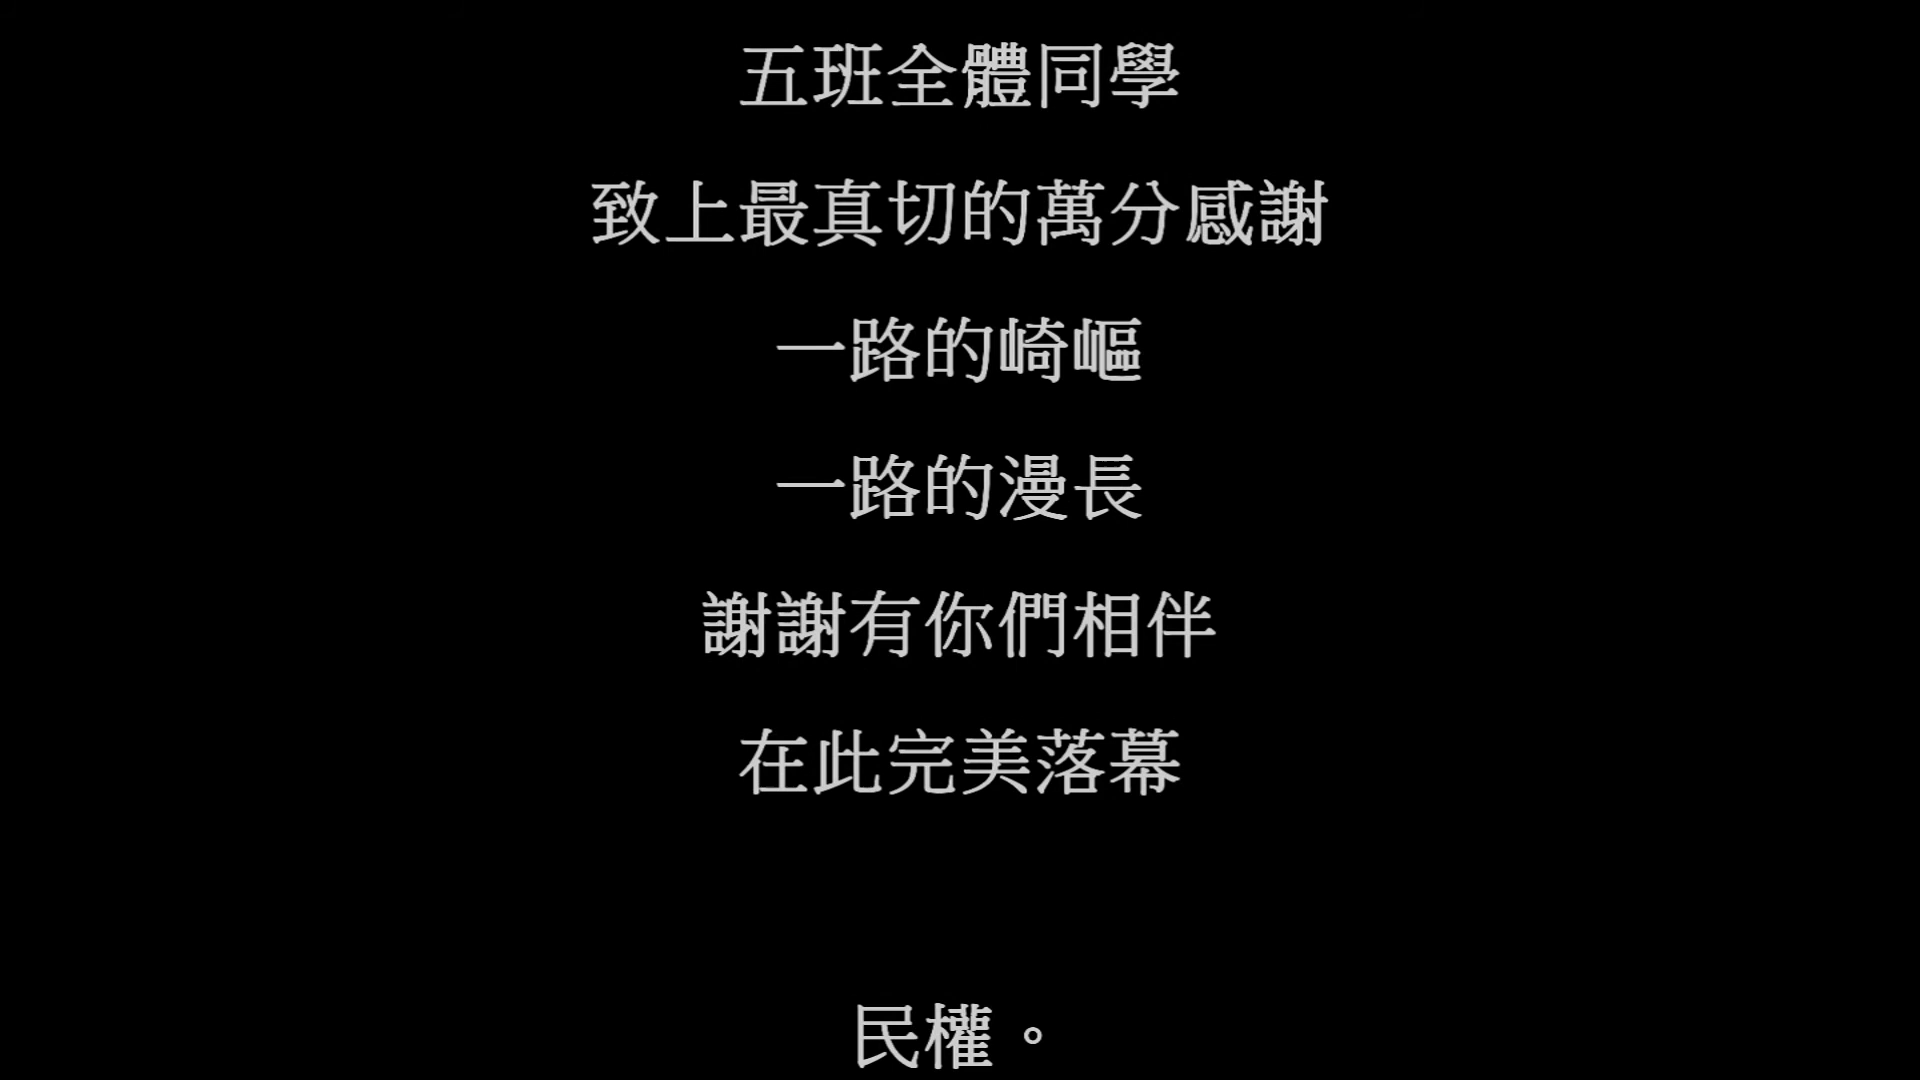 五班全體同學
致上最真切的萬分感謝
一路的崎嶇
一路的漫長
謝謝有你們相伴
在此完美落幕
民權。